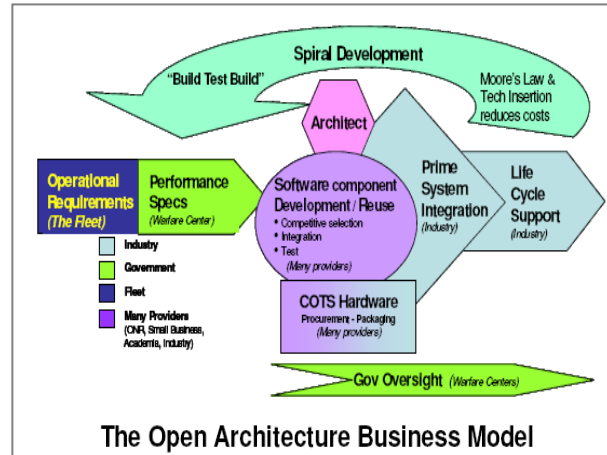 Spiral Development
“Build Test Build”
Moore's Law &
Tech Insertion
reduces costs
Architect
Operational
Requirements
(The Fleet)
Performance
Specs
(Warfare Center)
Software component
Development / Reuse
• Competitive selection
• Integration
• Test
(Many providers)
Prime
System
Integration
(Industry)
Life
Cycle
Support
(Industry)
Industry
Government
Fleet
Many Providers
(ONR, Small Business,
Academia, Industry)
COTS Hardware
Procurement - Packaging
(Many providers)
Gov Oversight (Warfare Centers)
The Open Architecture Business Model